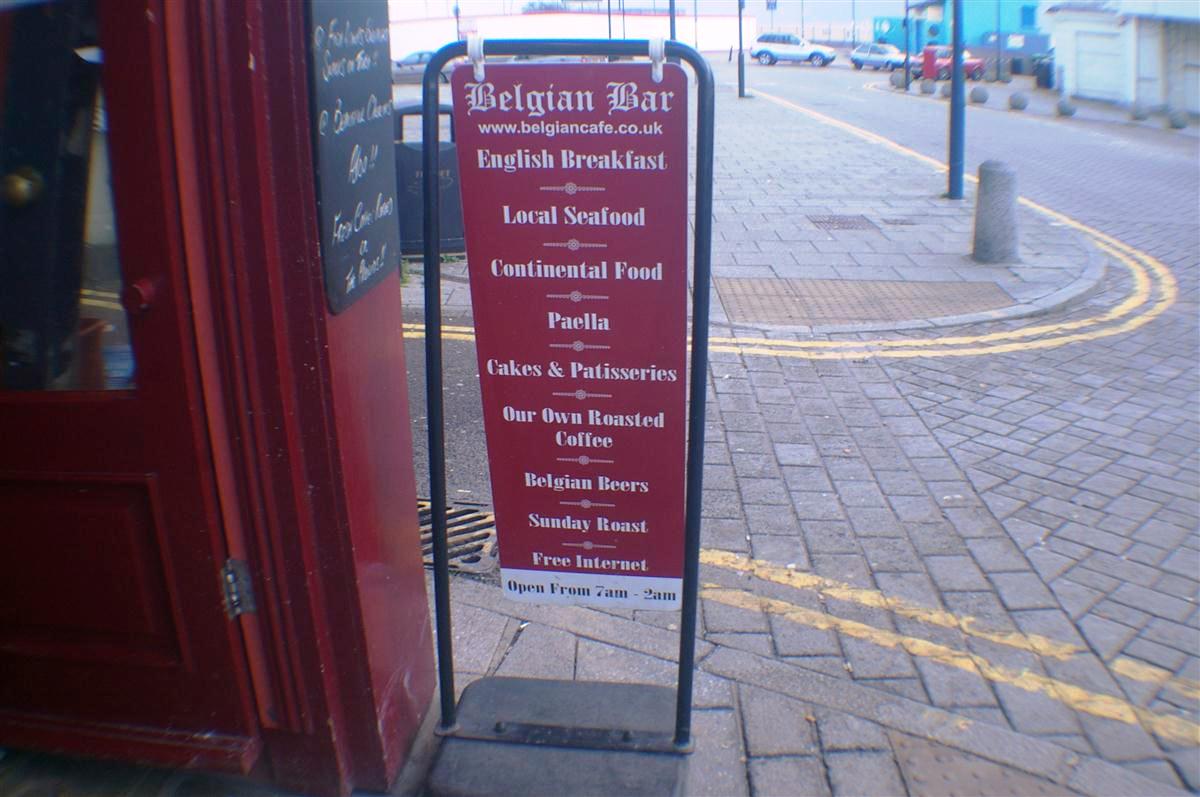 Belgian Bar
www.belgiancafe.co.uk
English Breakfast
Local Seafood
Continental Food
Paella
Cakes & Patisseries
Our Own Roasted
Coffee
Belgian Beers
Sunday Roast
Free Internet
Open From 7am - 2am
Also!!